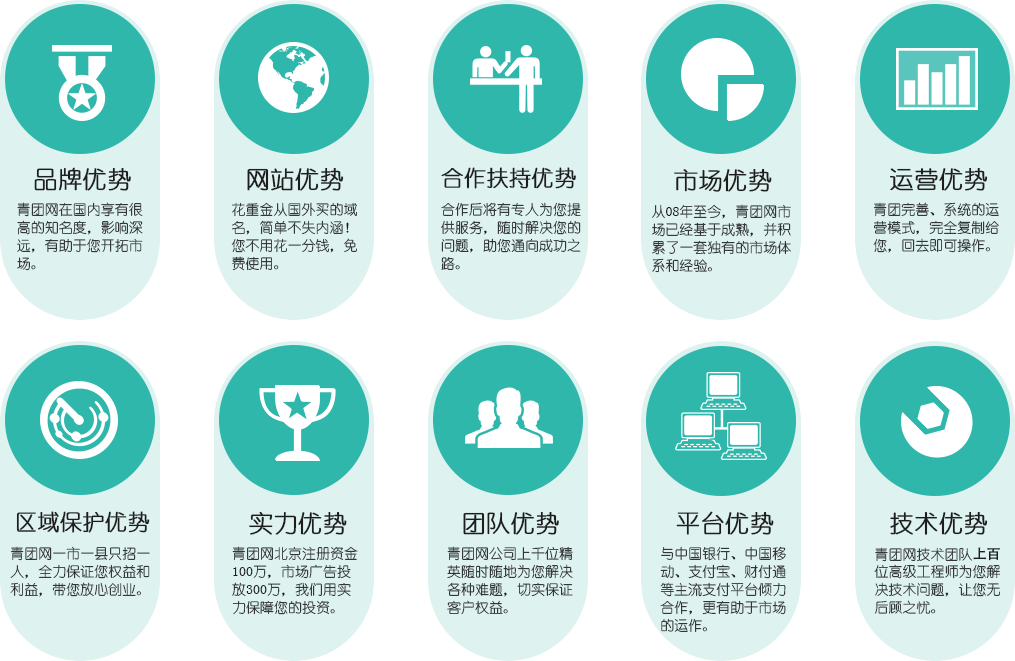 品牌优势
青团网在国内享有很
高的知名度，影响深
远，有助于您开拓市
场。
网站优势
花重金从国外买的域
名，简单不失内涵！
您不用花一分钱，免
费使用。
合作扶持优势
合作后将有专人为您提
供服务，随时解决您的
问题，助您通向成功之
路。
市场优势
从08年至今，青团网市
场已经基于成熟，并积
累了一套独有的市场体
系和经验。
运营优势
青团完善、系统的运
营模式，完全复制给
您，回去即可操作。
区域保护优势
青团网一市一县只招一
人，全力保证您权益和
利益，带您放心创业。
实力优势
青团网北京注册资金
100万，市场广告投
放300万，我们用实
力保障您的投资。
团队优势
青团网公司上千位精
英随时随地为您解决
各种难题，切实保证
客户权益。
平台优势
与中国银行、中国移
动、支付宝、财付通
等主流支付平台倾力
合作，更有助于市场
的运作。
技术优势
青团网技术团队上百
位高级工程师为您解
决技术问题，让您无
后顾之忧。